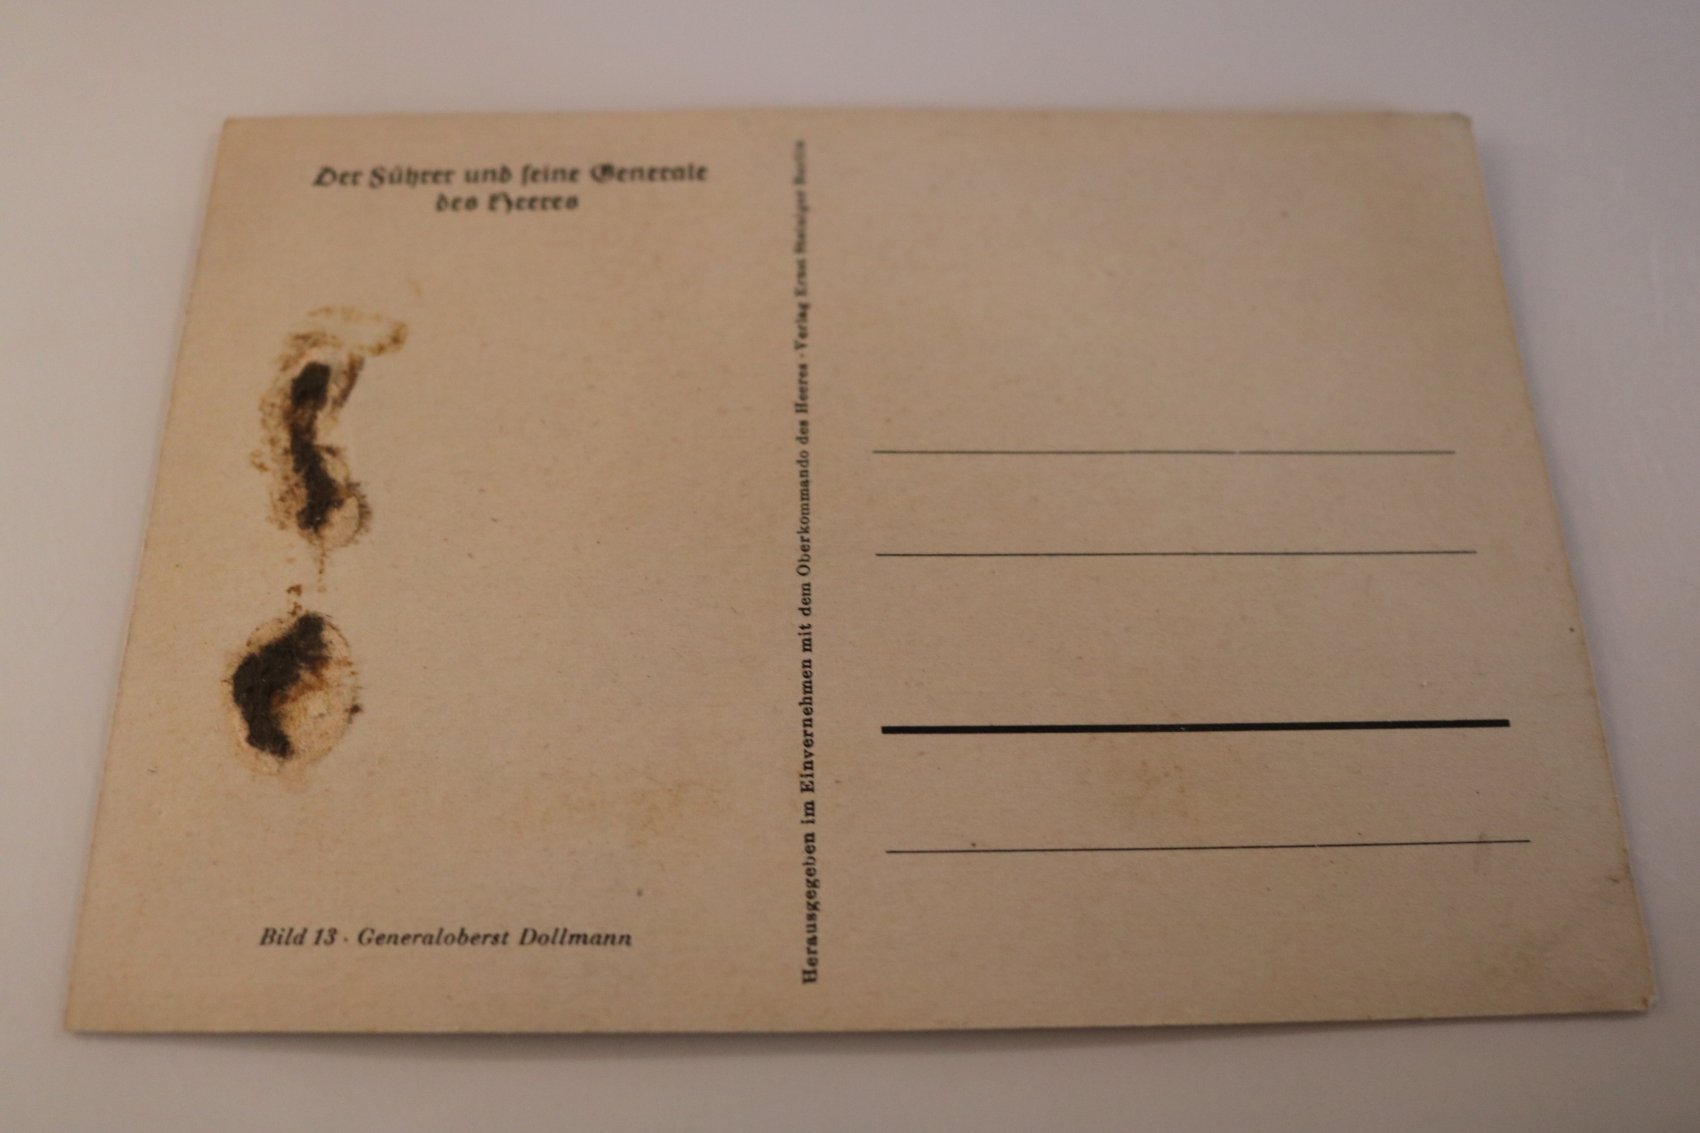 Der Führer und seine Generale
des Heeres
Herausgegeben im Einvernehmen mit dem Oberkommando des Heeres · Verlag Ernst Steiniger Berlin
Bild 13 · Generaloberst Dollmann